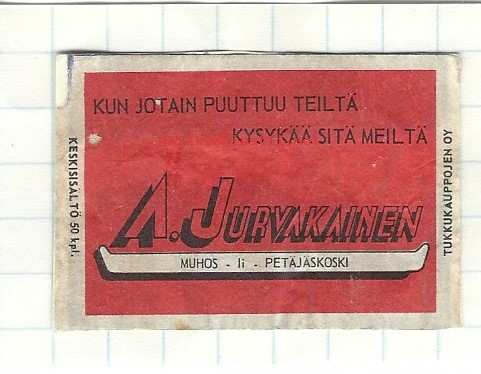 KUN JOTAIN PUUTTUU TEILTÄ
KYSYKÄÄ SITÄ MEILTÄ
A. JURVAKAINEN
MUHOS - Ii - PETÄJÄSKOSKI
KESKISISÄLTÖ 50 kpl.
TUKKUKAUPPOJEN OY